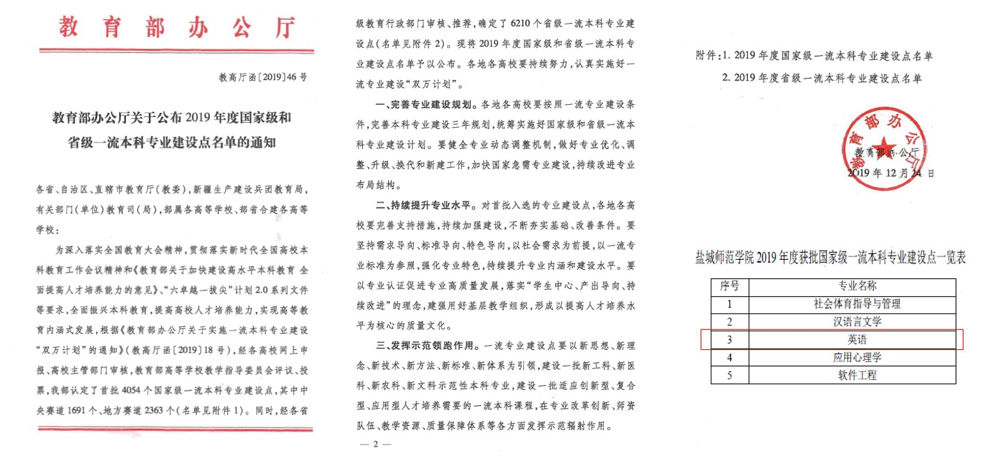 教育部办公厅
教高厅函〔2019〕46号
教育部办公厅关于公布2019年度国家级和
省级一流本科专业建设点名单的通知
各省、自治区、直辖市教育厅(教委),新疆生产建设兵团教育局,
有关部门(单位)教育司(局),部属各高等学校、部省合建各高等
学校:
为深入落实全国教育大会精神,贯彻落实新时代全国高校本
科教育工作会议精神和《教育部关于加快建设高水平本科教育 全
面提高人才培养能力的意见》、“六卓越一拔尖”计划2.0系列文件
等要求,全面振兴本科教育,提高高校人才培养能力,实现高等教
育内涵式发展,根据《教育部办公厅关于实施一流本科专业建设
“双万计划”的通知》(教高厅函〔2019〕18号),经各高校网上申
报、高校主管部门审核,教育部高等学校教学指导委员会评议、投
票,我部认定了首批4054个国家级一流本科专业建设点,其中中
央赛道1691个、地方赛道2363个(名单见附件1)。同时,经各省
级教育行政部门审核、推荐,确定了6210个省级一流本科专业建
设点(名单见附件2)。现将2019年度国家级和省级一流本科专
业建设点名单予以公布。各地各高校要持续努力,认真实施好一
流专业建设“双万计划”。
一、完善专业建设规划。各地各高校要按照一流专业建设条
件,完善本科专业建设三年规划,统筹实施好国家级和省级一流本
科专业建设计划。要健全专业动态调整机制,做好专业优化、调
整、升级、换代和新建工作,加快国家急需专业建设,持续改进专业
布局结构。
二、持续提升专业水平。对首批入选的专业建设点,各地各高
校要完善支持措施,持续加强建设,不断夯实基础、改善条件。要
坚持需求导向、标准导向、特色导向,以社会需求为前提,以一流专
业标准为参照,强化专业特色,持续提升专业内涵和建设水平。要
以专业认证促进专业高质量发展,落实“学生中心、产出导向、持
续改进”的理念,建强用好基层教学组织,形成以提高人才培养水
平为核心的质量文化。
三、发挥示范领跑作用。一流专业建设点要以新思想、新理
念、新技术、新方法、新标准、新体系为引领,建设一批新工科、新医
科、新农科、新文科示范性本科专业,建设一批适应创新型、复合
型、应用型人才培养需要的一流本科课程,在专业改革创新、师资
队伍、教学资源、质量保障体系等各方面发挥示范辐射作用。
— 2 —
附件:1. 2019年度国家级一流本科专业建设点名单
2. 2019年度省级一流本科专业建设点名单
教育部办公厅
教育部办公厅
2019年12月24日
盐城师范学院2019年度获批国家级一流本科专业建设点一览表
序号 专业名称
1 社会体育指导与管理
2 汉语言文学
3 英语
4 应用心理学
5 软件工程